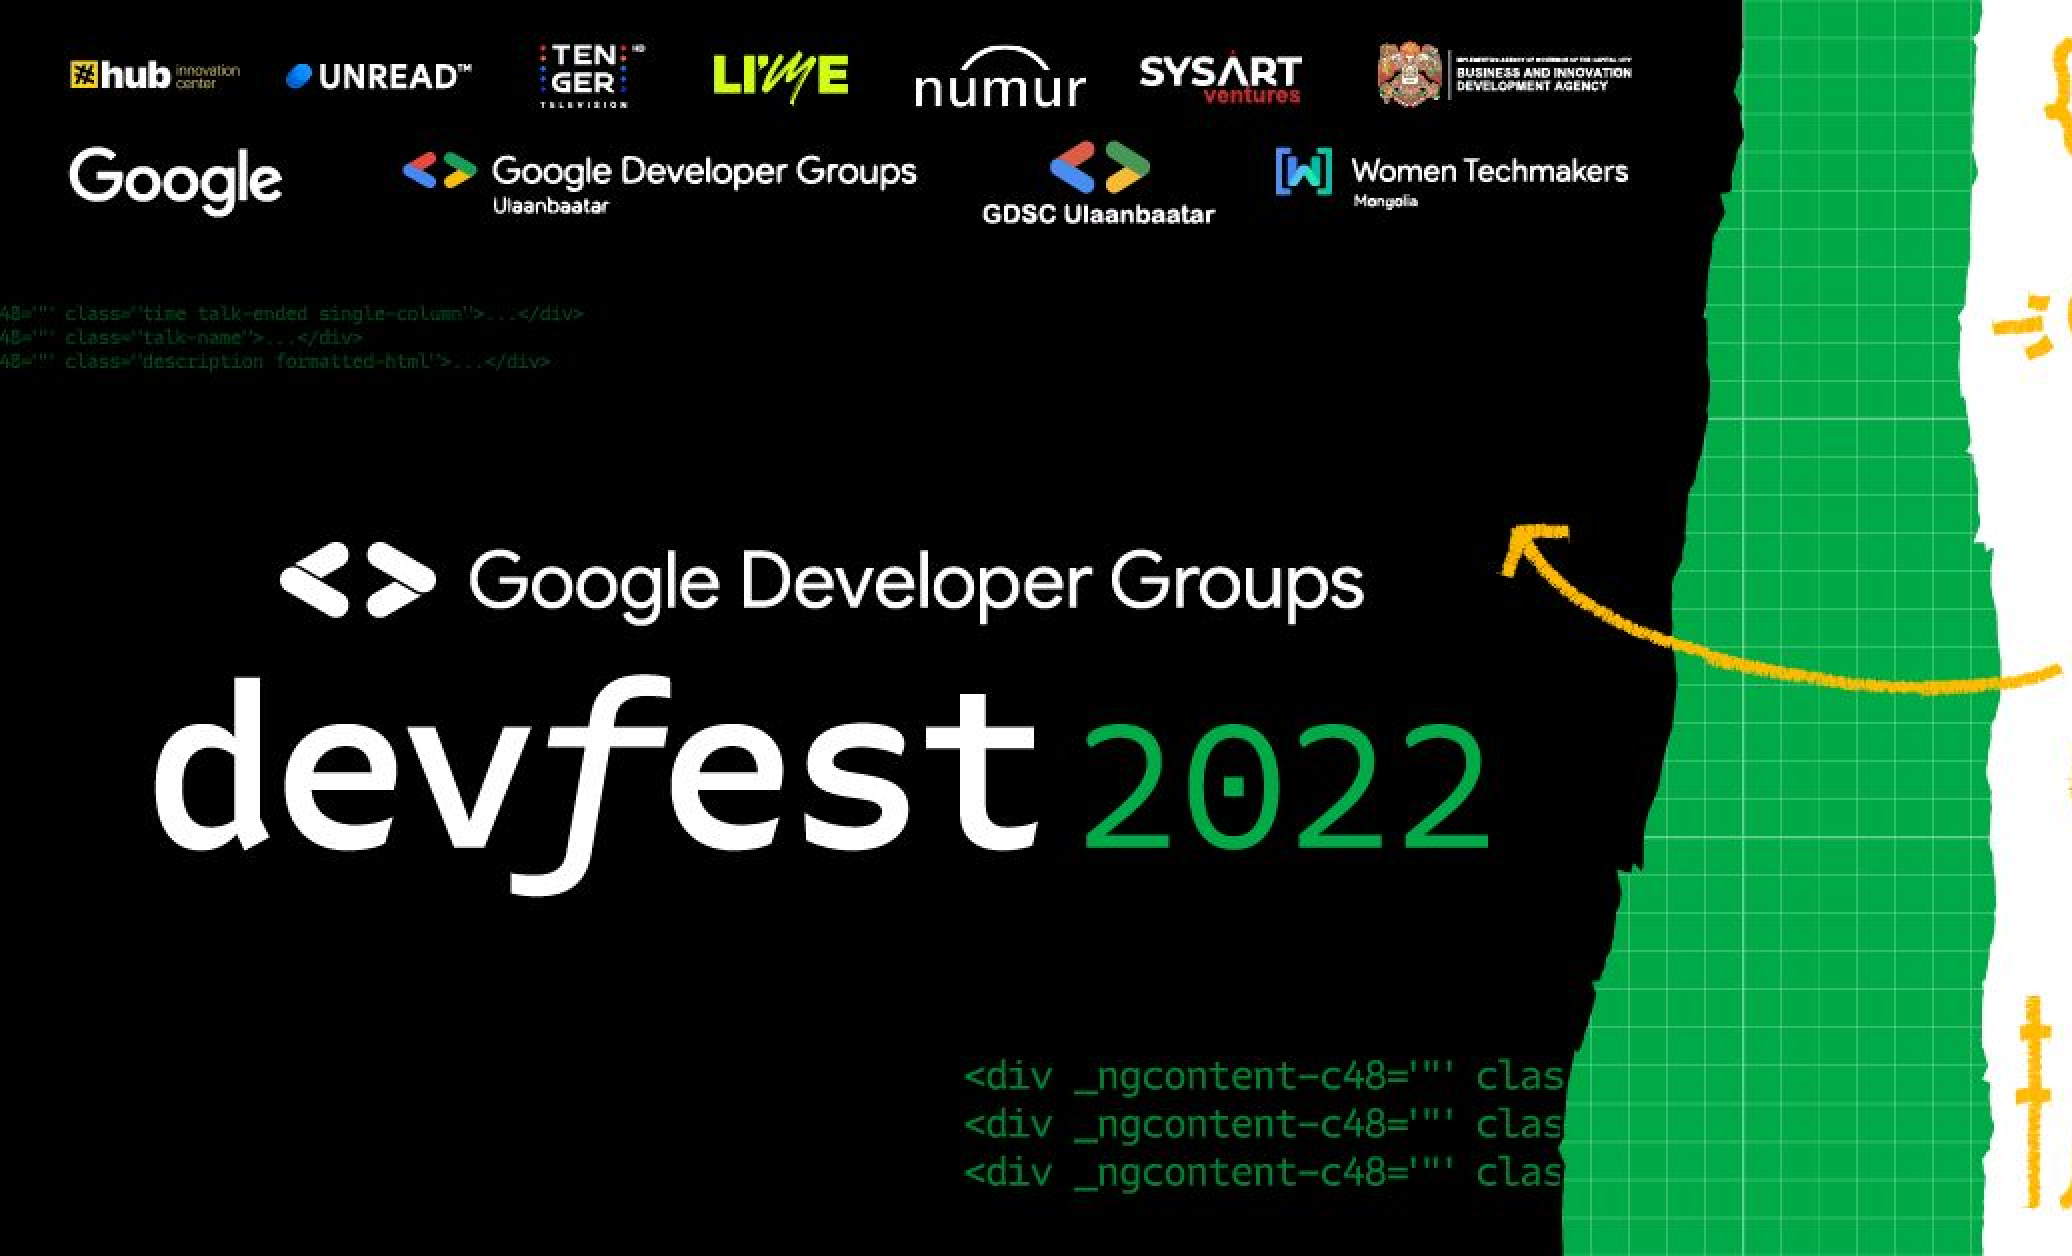 #hub innovation center
UNRED™
TENGER HD TELEVISION
LIME
numur
SYSART ventures
BUSINESS AND INNOVATION DEVELOPMENT AGENCY
Google
Google Developer Groups
Ulaanbaatar
GDSC Ulaanbaatar
Women Techmakers
Mongolia
48='""' class="time talk-ended single-column">...</div>
48='""' class="talk-name">...</div>
48='""' class="description formatted-html">...</div>
<> Google Developer Groups
devfest 2022
<div _ngcontent-c48='""' clas
<div _ngcontent-c48='""' clas
<div _ngcontent-c48='""' clas